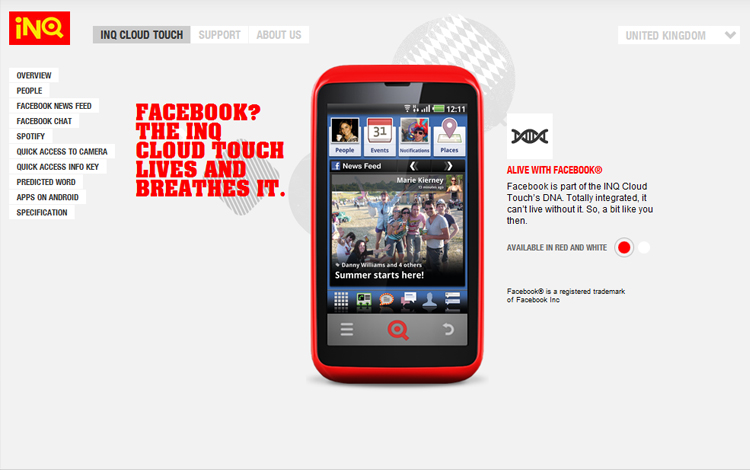 iNQ
INQ CLOUD TOUCH
SUPPORT
ABOUT US
UNITED KINGDOM
OVERVIEW
PEOPLE
FACEBOOK NEWS FEED
FACEBOOK CHAT
SPOTIFY
QUICK ACCESS TO CAMERA
QUICK ACCESS INFO KEY
PREDICTED WORD
APPS ON ANDROID
SPECIFICATION
FACEBOOK?
THE INQ
CLOUD TOUCH
LIVES AND
BREATHES IT.
12:11
31
People
Events
Notifications
Places
f News Feed
Marie Kierney
15 minutes ago
Danny Williams and 4 others
Summer starts here!
ALIVE WITH FACEBOOK®
Facebook is part of the INQ Cloud
Touch's DNA. Totally integrated, it
can't live without it. So, a bit like you
then.
AVAILABLE IN RED AND WHITE
Facebook® is a registered trademark
of Facebook Inc